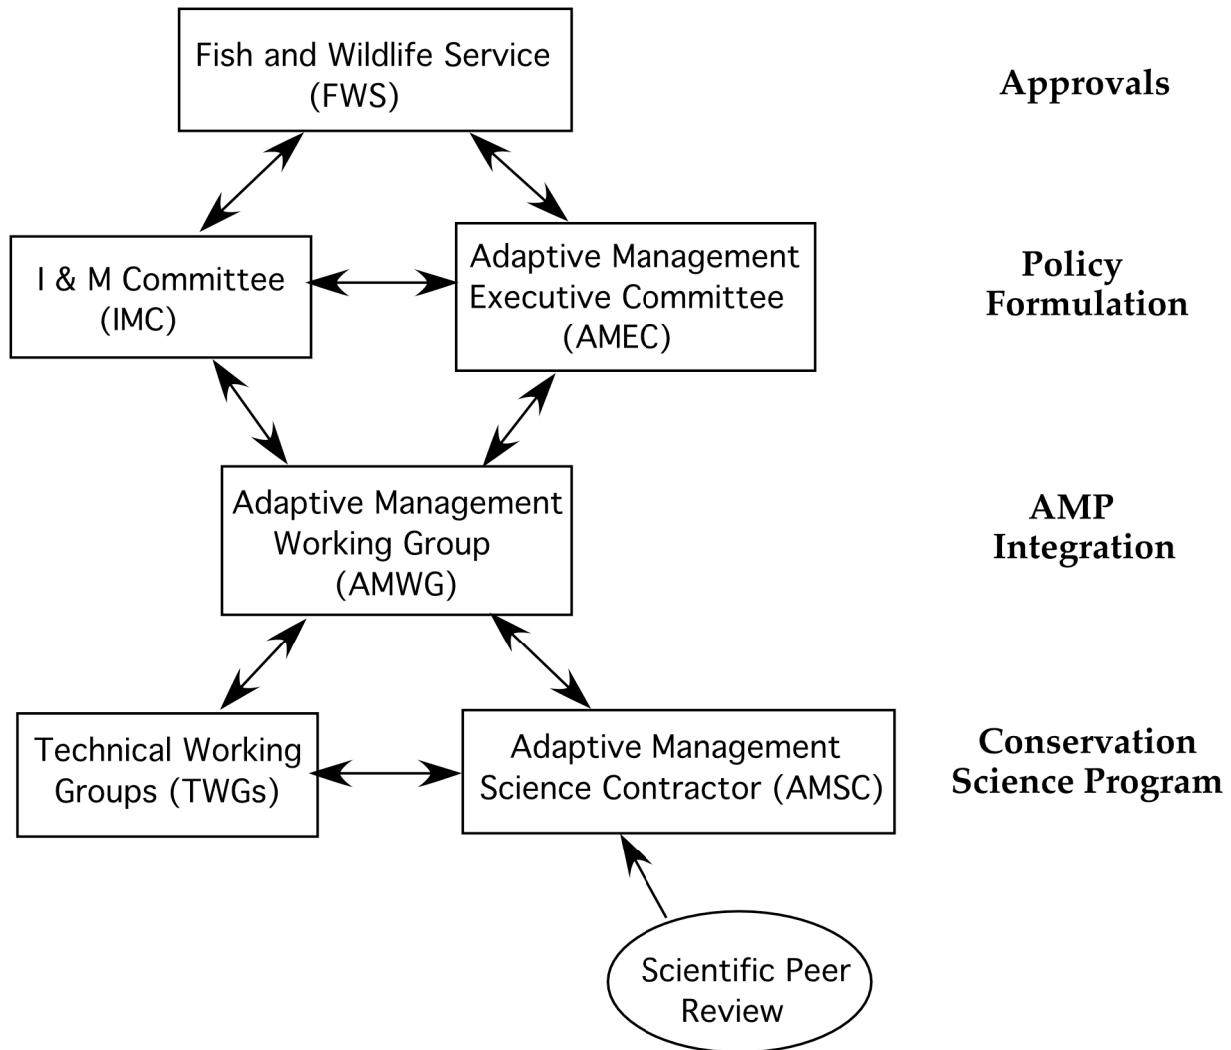 Fish and Wildlife Service
(FWS)
Approvals
I & M Committee
(IMC)
Adaptive Management
Executive Committee
(AMEC)
Policy
Formulation
Adaptive Management
Working Group
(AMWG)
AMP
Integration
Technical Working
Groups (TWGs)
Adaptive Management
Science Contractor (AMSC)
Conservation
Science Program
Scientific Peer
Review